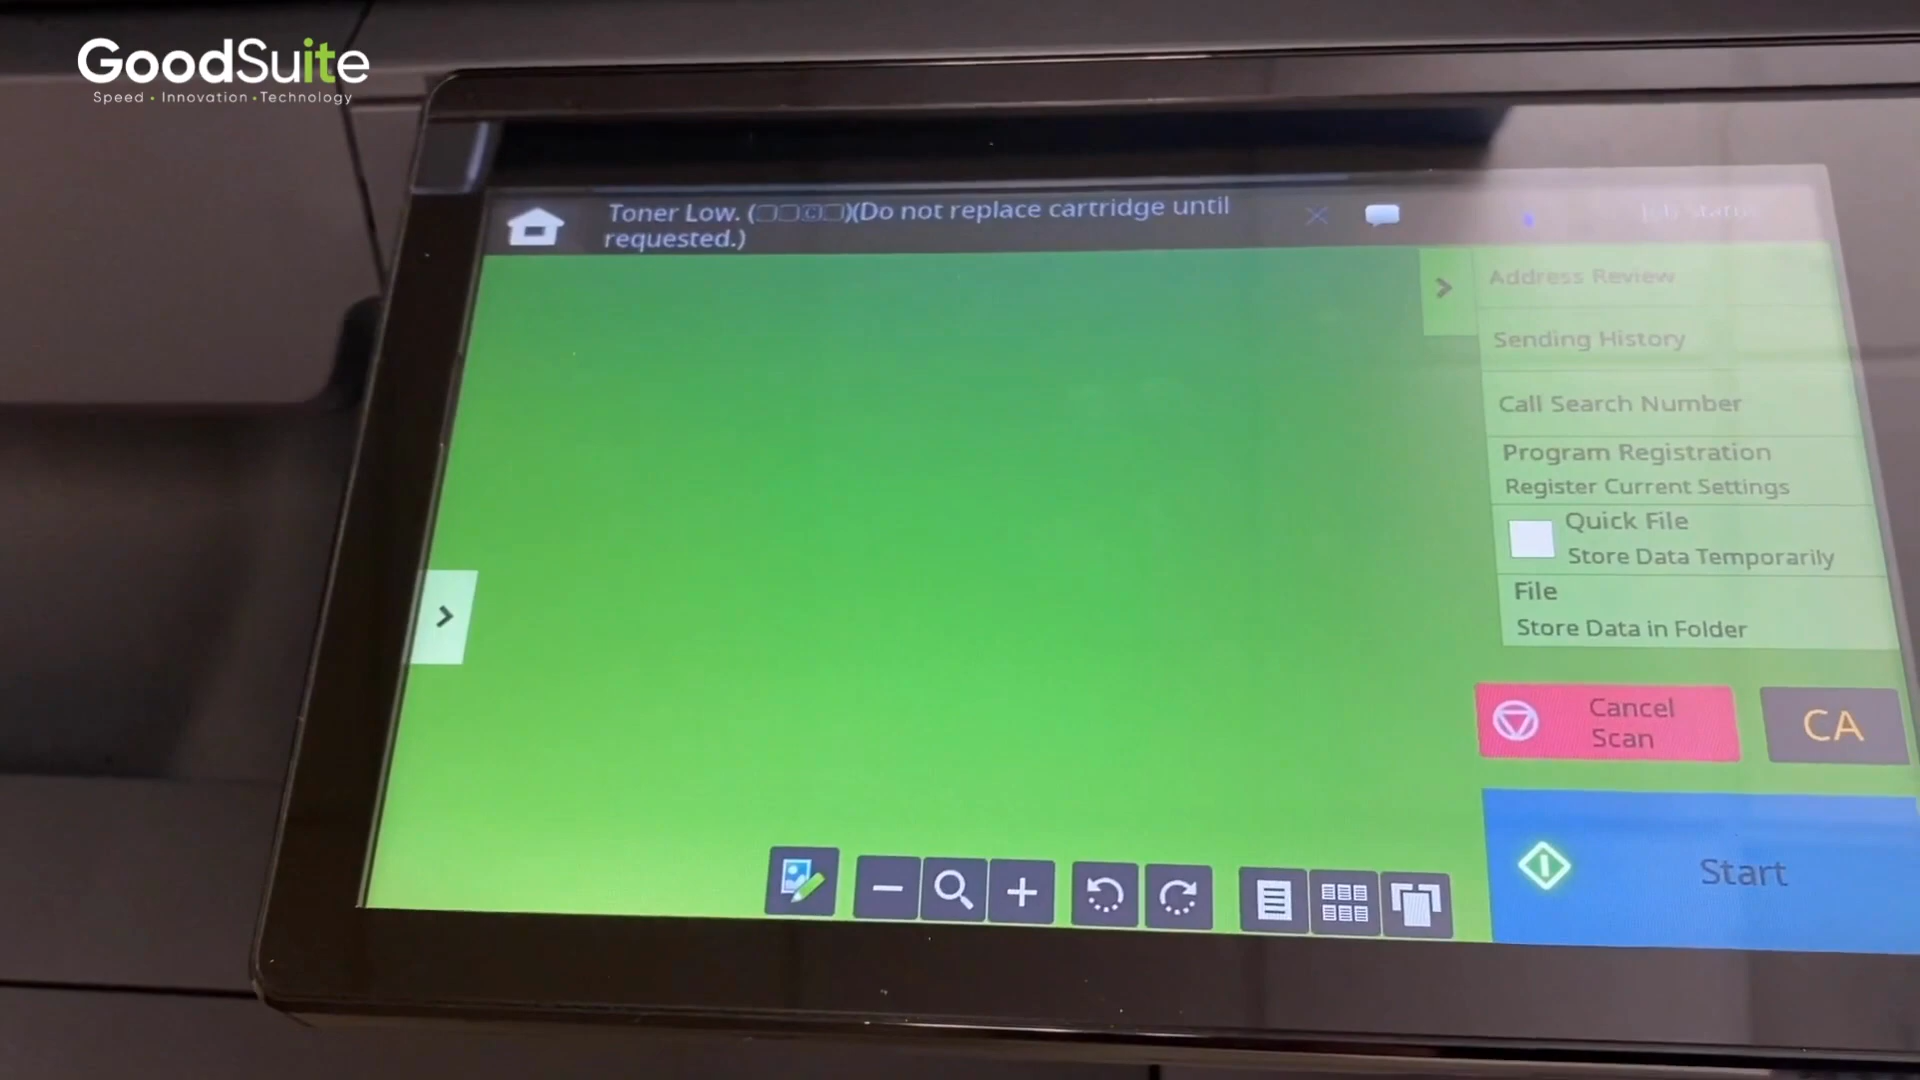 GoodSuite
Speed • Innovation • Technology
Toner Low. (□□C□)(Do not replace cartridge until
requested.)
Job Status
Address Review
Sending History
Call Search Number
Program Registration
Register Current Settings
Quick File
Store Data Temporarily
File
Store Data in Folder
Cancel
Scan
CA
Start